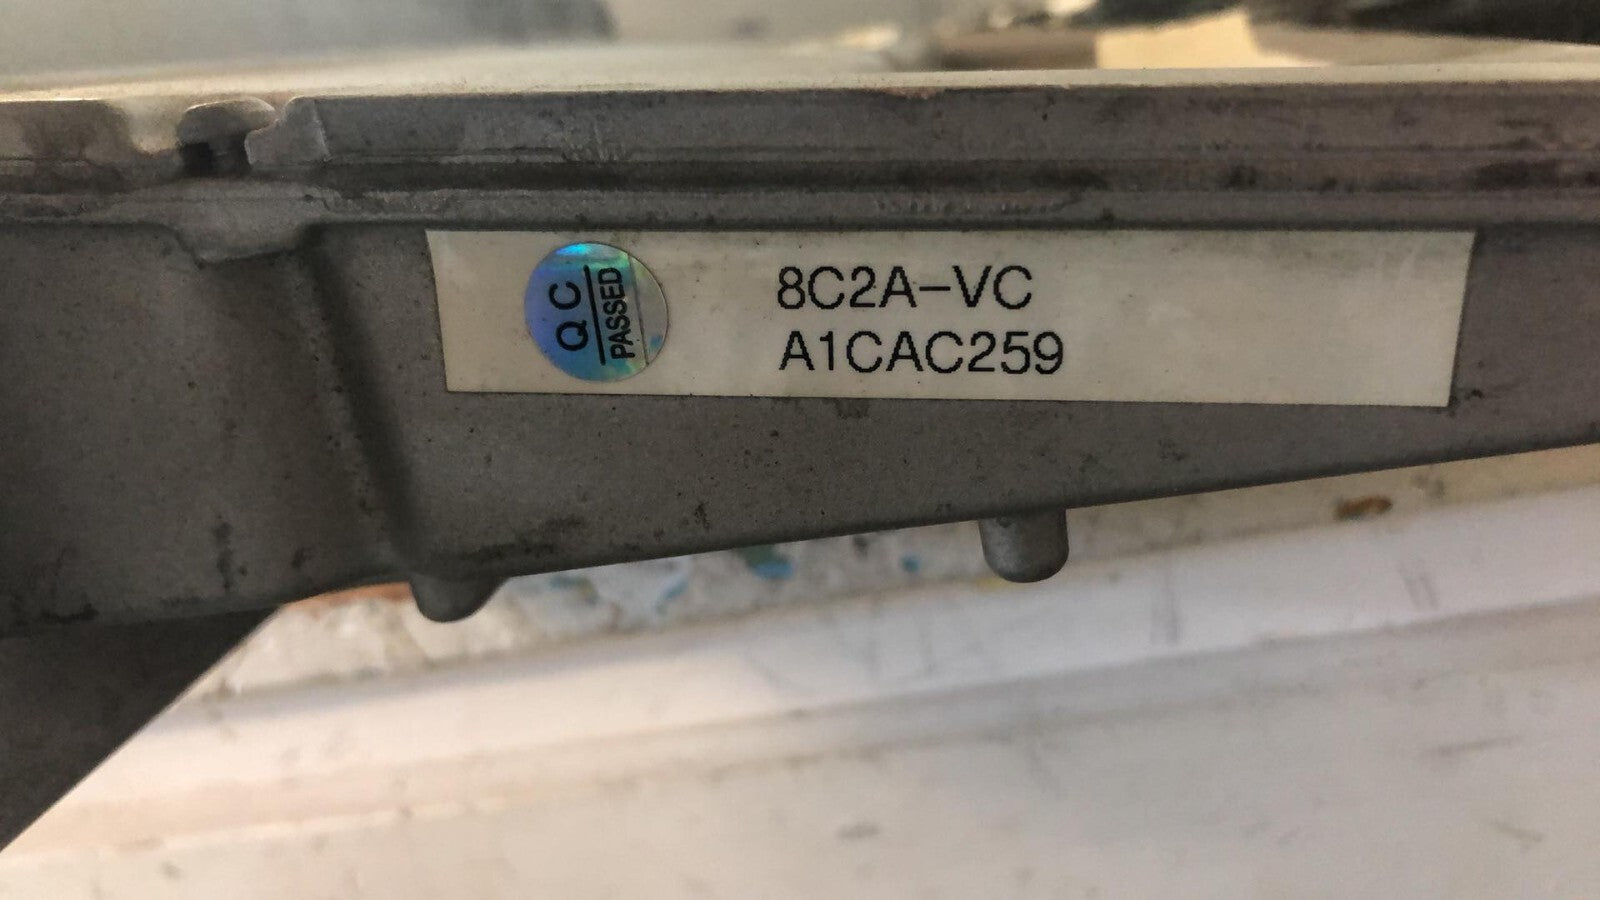 QC
PASSED
8C2A-VC
A1CAC259